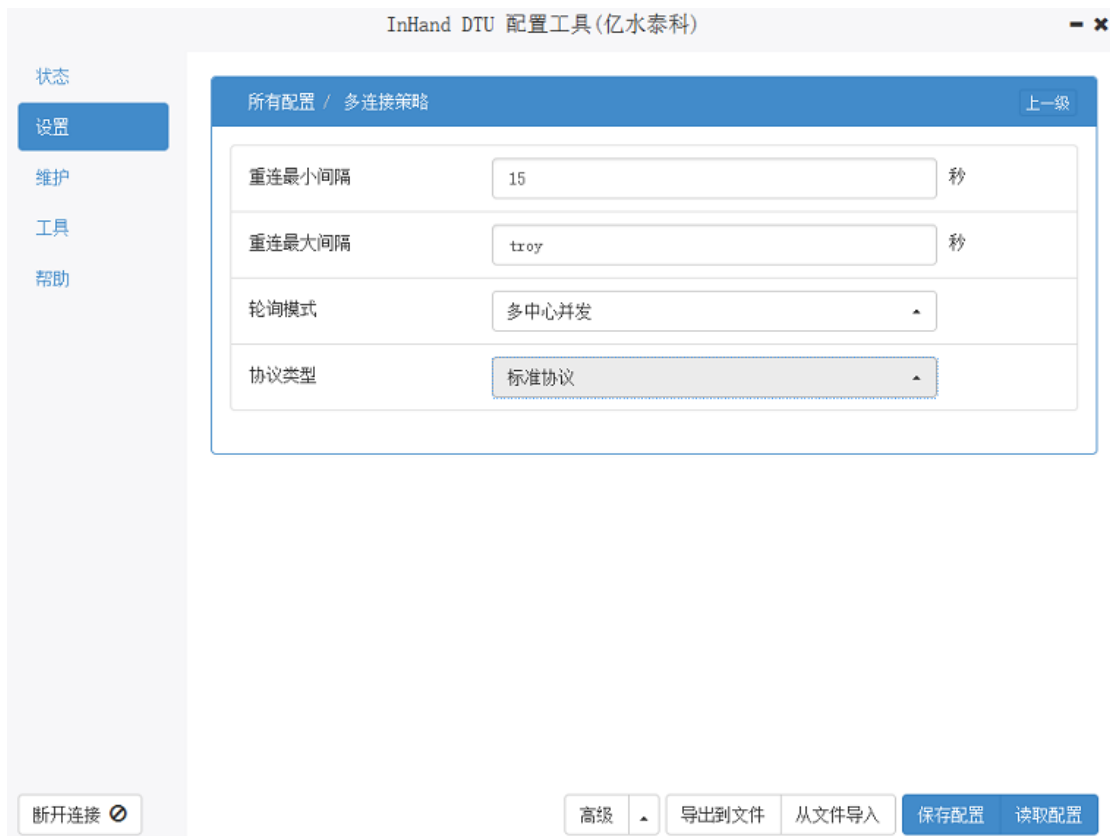 InHand DTU 配置工具(亿水泰科)
状态
设置
维护
工具
帮助
所有配置 / 多连接策略
上一级
重连最小间隔 15 秒
重连最大间隔 troy 秒
轮询模式 多中心并发
协议类型 标准协议
断开连接
高级
导出到文件
从文件导入
保存配置
读取配置